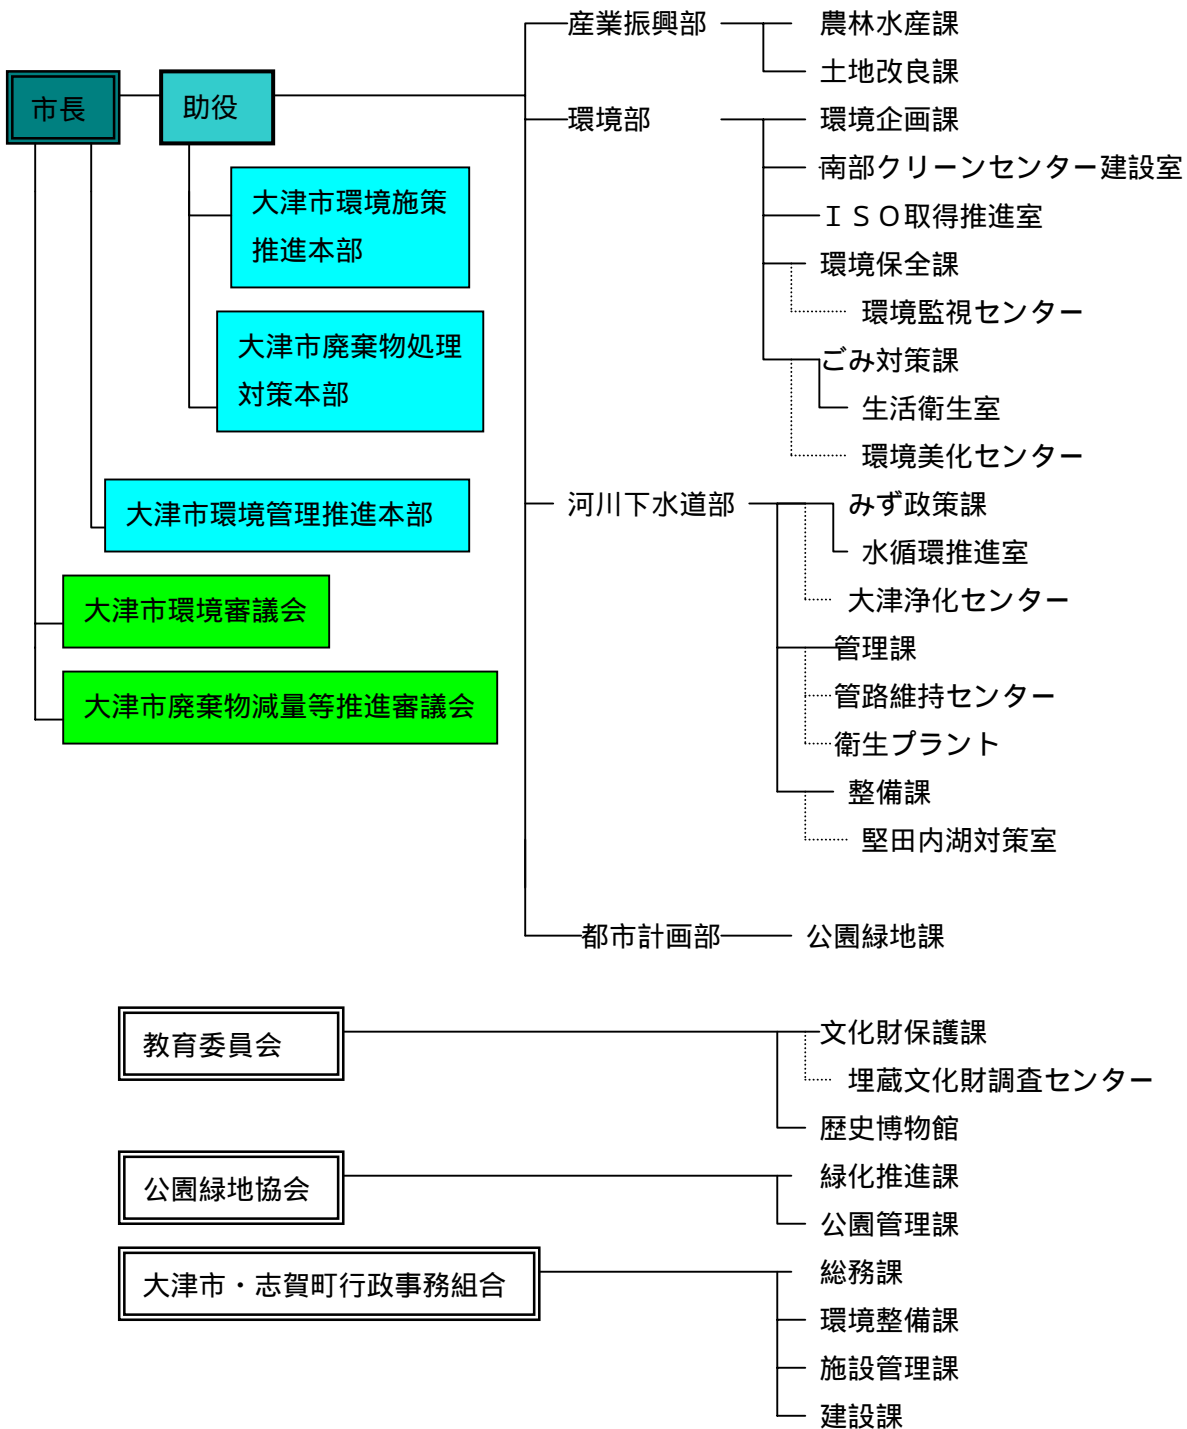 市長
助役
大津市環境施策
推進本部
大津市廃棄物処理
対策本部
大津市環境管理推進本部
大津市環境審議会
大津市廃棄物減量等推進審議会
産業振興部
農林水産課
土地改良課
環境部
環境企画課
南部クリーンセンター建設室
ＩＳＯ取得推進室
環境保全課
環境監視センター
ごみ対策課
生活衛生室
環境美化センター
河川下水道部
みず政策課
水循環推進室
大津浄化センター
管理課
管路維持センター
衛生プラント
整備課
堅田内湖対策室
都市計画部
公園緑地課
教育委員会
文化財保護課
埋蔵文化財調査センター
歴史博物館
公園緑地協会
緑化推進課
公園管理課
大津市・志賀町行政事務組合
総務課
環境整備課
施設管理課
建設課